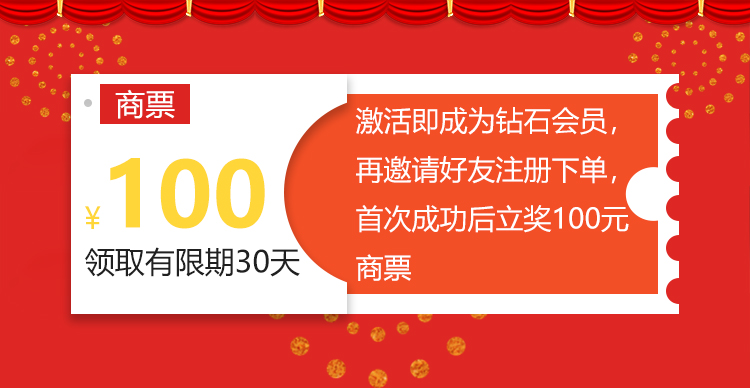 商票
¥100
领取有限期30天
激活即成为钻石会员，
再邀请好友注册下单，
首次成功后立奖100元
商票